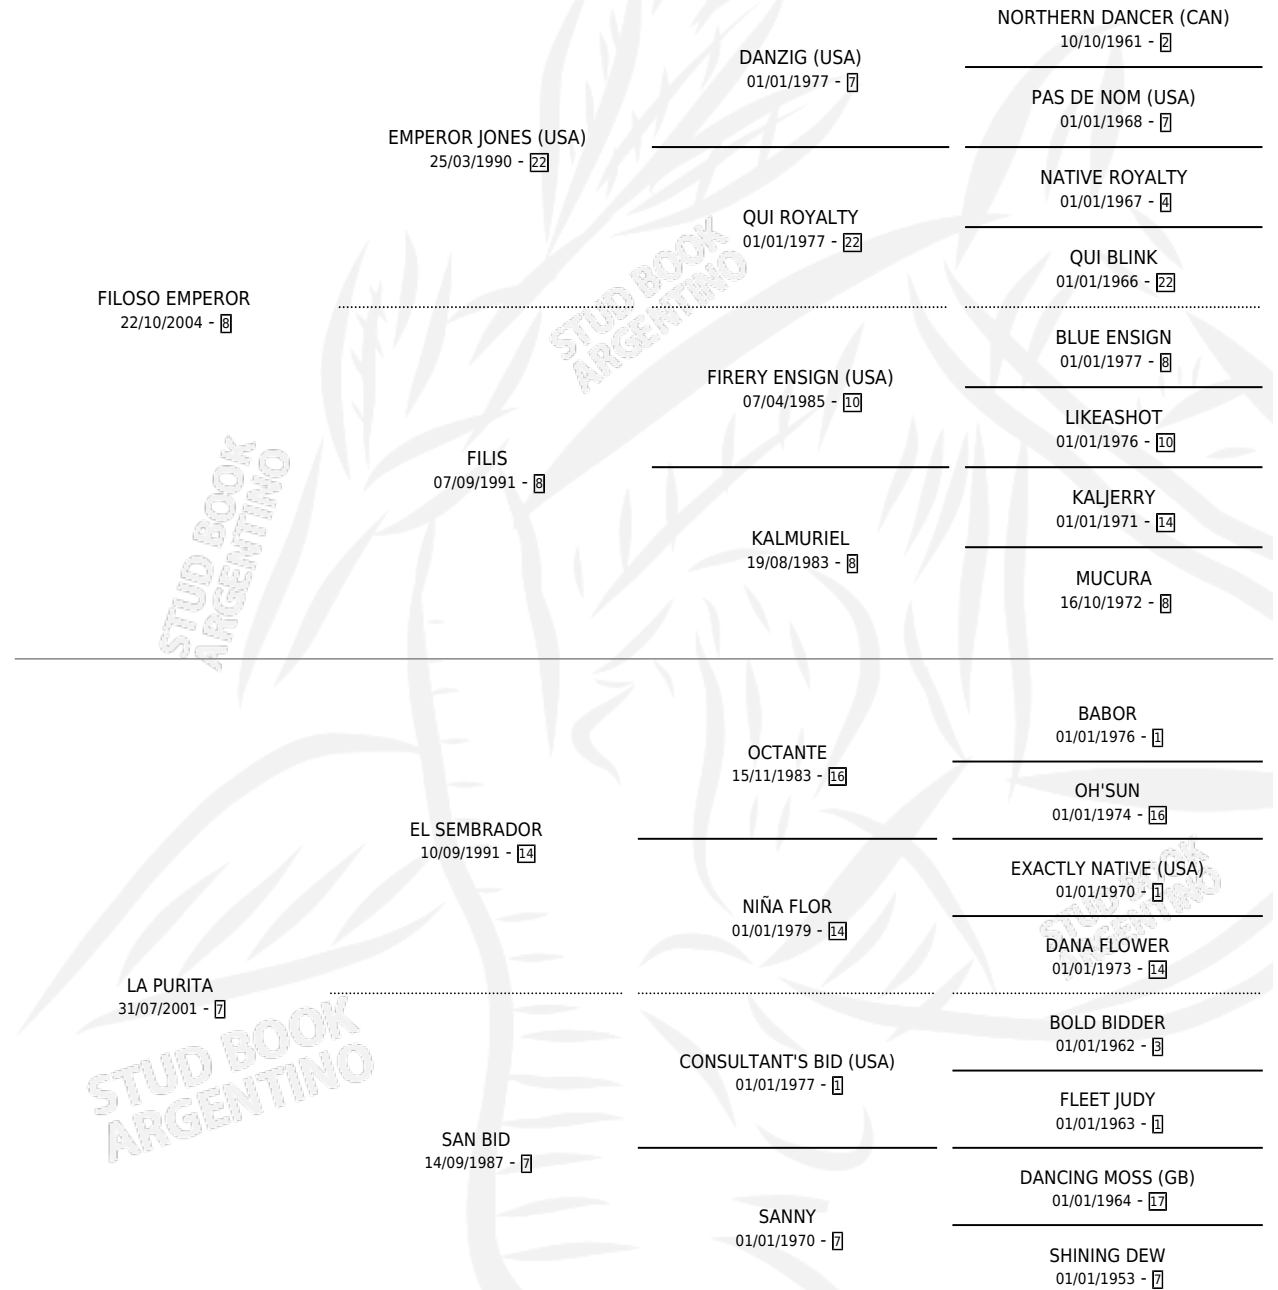 NORTHERN DANCER (CAN)
10/10/1961 - 2
DANZIG (USA)
01/01/1977 - 7
PAS DE NOM (USA)
01/01/1968 - 7
EMPEROR JONES (USA)
25/03/1990 - 22
NATIVE ROYALTY
01/01/1967 - 4
QUI ROYALTY
01/01/1977 - 22
QUI BLINK
01/01/1966 - 22
FILOSO EMPEROR
22/10/2004 - 8
STUD BOOK
ARGENTINO
BLUE ENSIGN
01/01/1977 - 8
FIRERY ENSIGN (USA)
07/04/1985 - 10
LIKEASHOT
01/01/1976 - 10
FILIS
07/09/1991 - 8
KALJERRY
01/01/1971 - 14
KALMURIEL
19/08/1983 - 8
MUCURA
16/10/1972 - 8
STUD BOOK
ARGENTINO
BABOR
01/01/1976 - 1
OCTANTE
15/11/1983 - 16
OH'SUN
01/01/1974 - 16
EL SEMBRADOR
10/09/1991 - 14
EXACTLY NATIVE (USA)
01/01/1970 - 1
NIÑA FLOR
01/01/1979 - 14
DANA FLOWER
01/01/1973 - 14
STUD BOOK
ARGENTINO
LA PURITA
31/07/2001 - 7
STUD BOOK
ARGENTINO
BOLD BIDDER
01/01/1962 - 3
CONSULTANT'S BID (USA)
01/01/1977 - 1
FLEET JUDY
01/01/1963 - 1
SAN BID
14/09/1987 - 7
DANCING MOSS (GB)
01/01/1964 - 17
SANNY
01/01/1970 - 7
SHINING DEW
01/01/1953 - 7